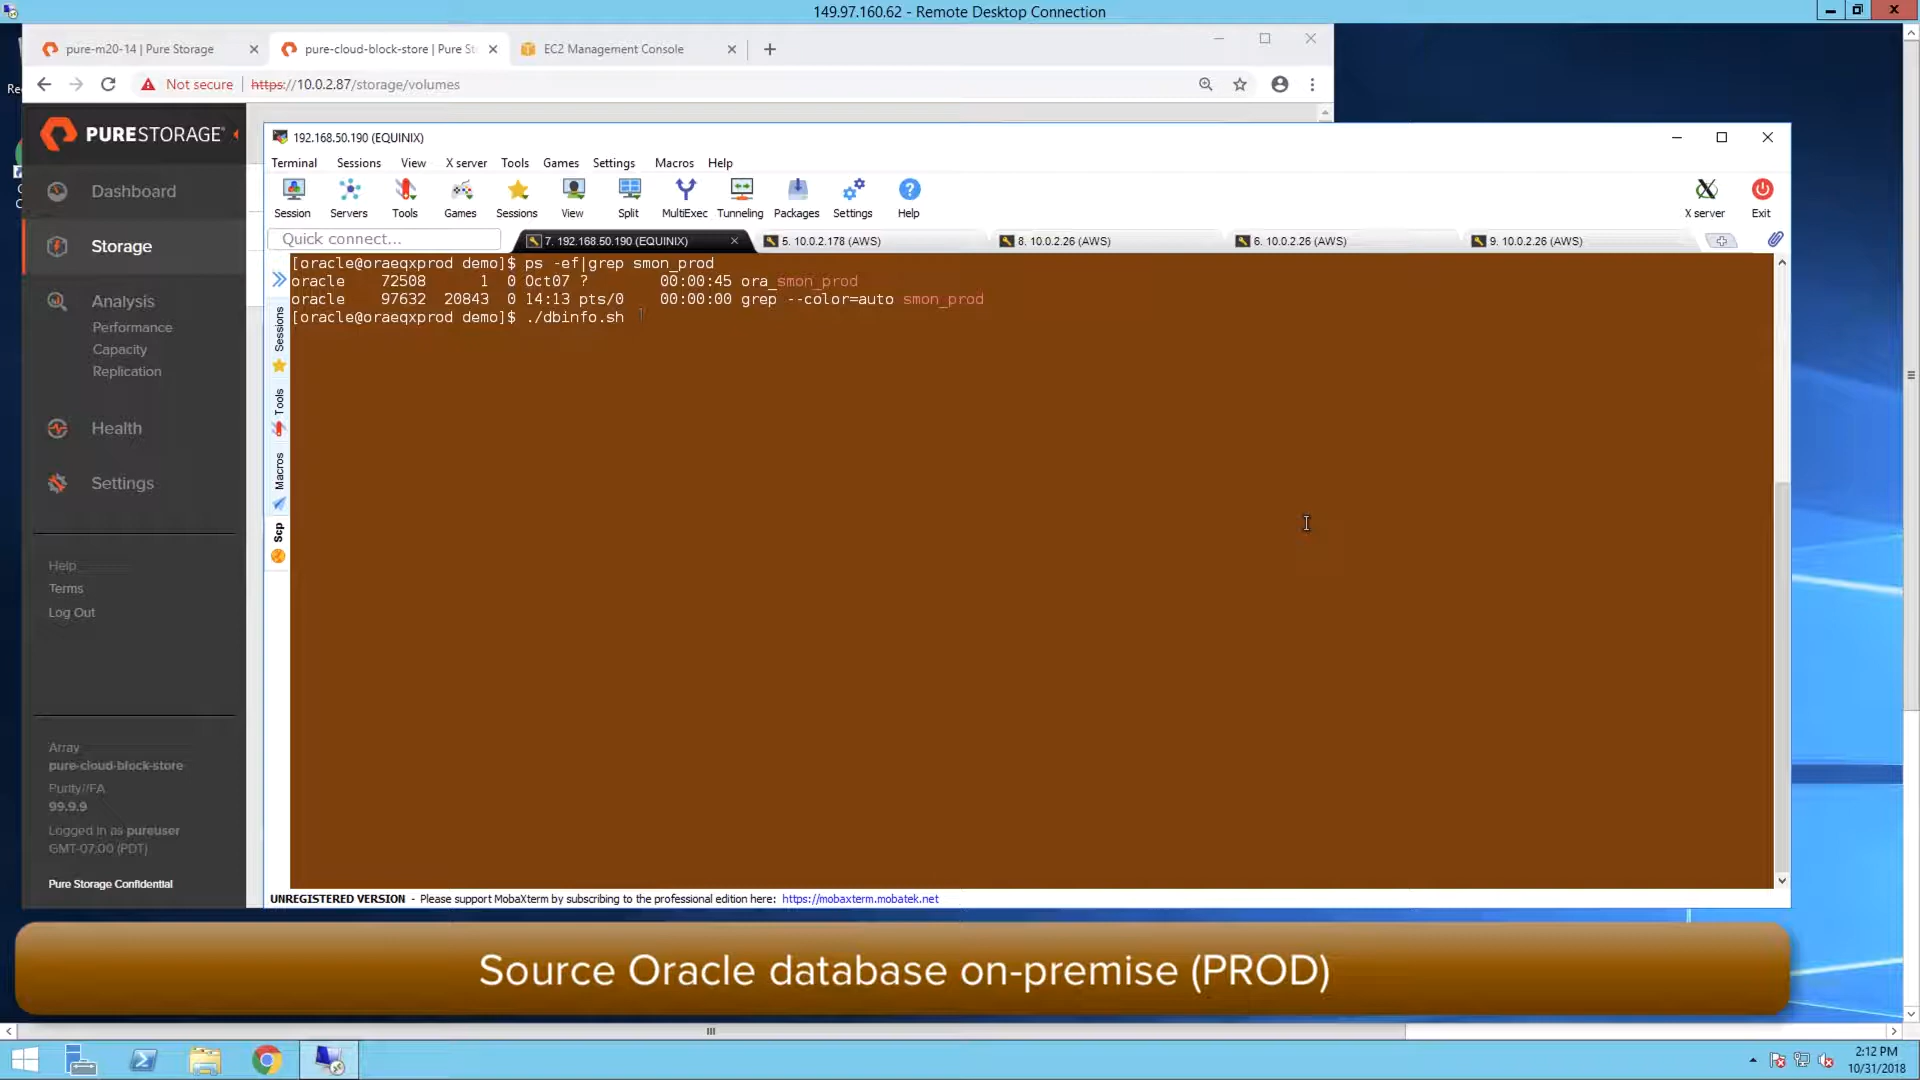 149.97.160.62 - Remote Desktop Connection
pure-m20-14 | Pure Storage
pure-cloud-block-store | Pure St
EC2 Management Console
Not secure
https://10.0.2.87/storage/volumes
PURESTORAGE
Dashboard
Storage
Analysis
Performance
Capacity
Replication
Health
Settings
Help
Terms
Log Out
Array
pure-cloud-block-store
Purity//FA
99.9.9
Logged in as pureuser
GMT-07:00 (PDT)
Pure Storage Confidential
192.168.50.190 (EQUINIX)
Terminal Sessions View X server Tools Games Settings Macros Help
Session Servers Tools Games Sessions View Split MultiExec Tunneling Packages Settings Help X server Exit
Quick connect...
7. 192.168.50.190 (EQUINIX)
5. 10.0.2.178 (AWS)
8. 10.0.2.26 (AWS)
6. 10.0.2.26 (AWS)
9. 10.0.2.26 (AWS)
Sessions
Tools
Macros
Scp
[oracle@oraeqxprod demo]$ ps -ef|grep smon_prod
oracle 72508 1 0 Oct07 ? 00:00:45 ora_smon_prod
oracle 97632 20843 0 14:13 pts/0 00:00:00 grep --color=auto smon_prod
[oracle@oraeqxprod demo]$ ./dbinfo.sh
UNREGISTERED VERSION - Please support MobaXterm by subscribing to the professional edition here: https://mobaxterm.mobatek.net
Source Oracle database on-premise (PROD)
2:12 PM
10/31/2018